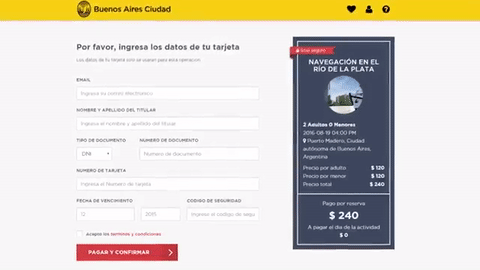 Buenos Aires Ciudad
Por favor, ingresa los datos de tu tarjeta
Los datos de tu tarjeta solo se usaran para esta operacion
EMAIL
Ingresa su correo electronico
NOMBRE Y APELLIDO DEL TITULAR
Ingresa el nombre y apellido del titular
TIPO DE DOCUMENTO
NUMERO DE DOCUMENTO
DNI
Numero de documento
NUMERO DE TARJETA
Ingresa el Numero de tarjeta
FECHA DE VENCIMIENTO
CODIGO DE SEGURIDAD
12
2015
Ingresar el codigo de segu
Acepto los terminos y condiciones
PAGAR Y CONFIRMAR
NAVEGACIÓN EN EL
RÍO DE LA PLATA
2 Adultos 0 Menores
2016-08-19 04:00 PM
Puerto Madero, Ciudad
autónoma de Buenos Aires,
Argentina
Precio por adulto $ 120
Precio por menor $ 120
Precio total $ 240
Pago por reserva
$ 240
A pagar el dia de la actividad
$ 0